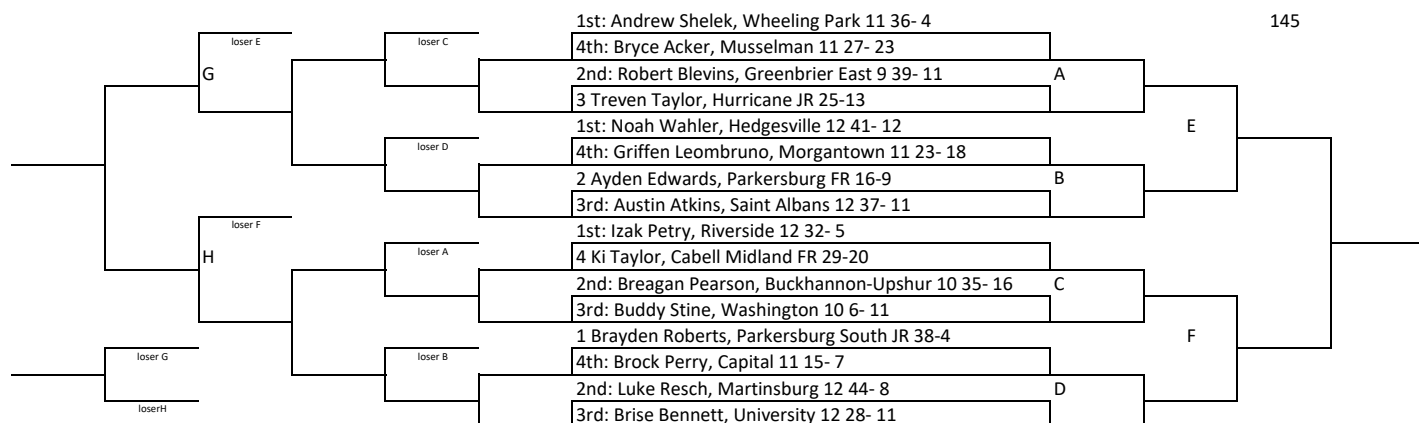 1st: Andrew Shelek, Wheeling Park 11 36- 4
145
loser E
loser C
4th: Bryce Acker, Musselman 11 27- 23
G
2nd: Robert Blevins, Greenbrier East 9 39- 11
A
3 Treven Taylor, Hurricane JR 25-13
1st: Noah Wahler, Hedgesville 12 41- 12
E
loser D
4th: Griffen Leombruno, Morgantown 11 23- 18
2 Ayden Edwards, Parkersburg FR 16-9
B
3rd: Austin Atkins, Saint Albans 12 37- 11
loser F
1st: Izak Petry, Riverside 12 32- 5
H
loser A
4 Ki Taylor, Cabell Midland FR 29-20
2nd: Breagan Pearson, Buckhannon-Upshur 10 35- 16
C
3rd: Buddy Stine, Washington 10 6- 11
1 Brayden Roberts, Parkersburg South JR 38-4
F
loser G
loser B
4th: Brock Perry, Capital 11 15- 7
2nd: Luke Resch, Martinsburg 12 44- 8
D
loserH
3rd: Brise Bennett, University 12 28- 11